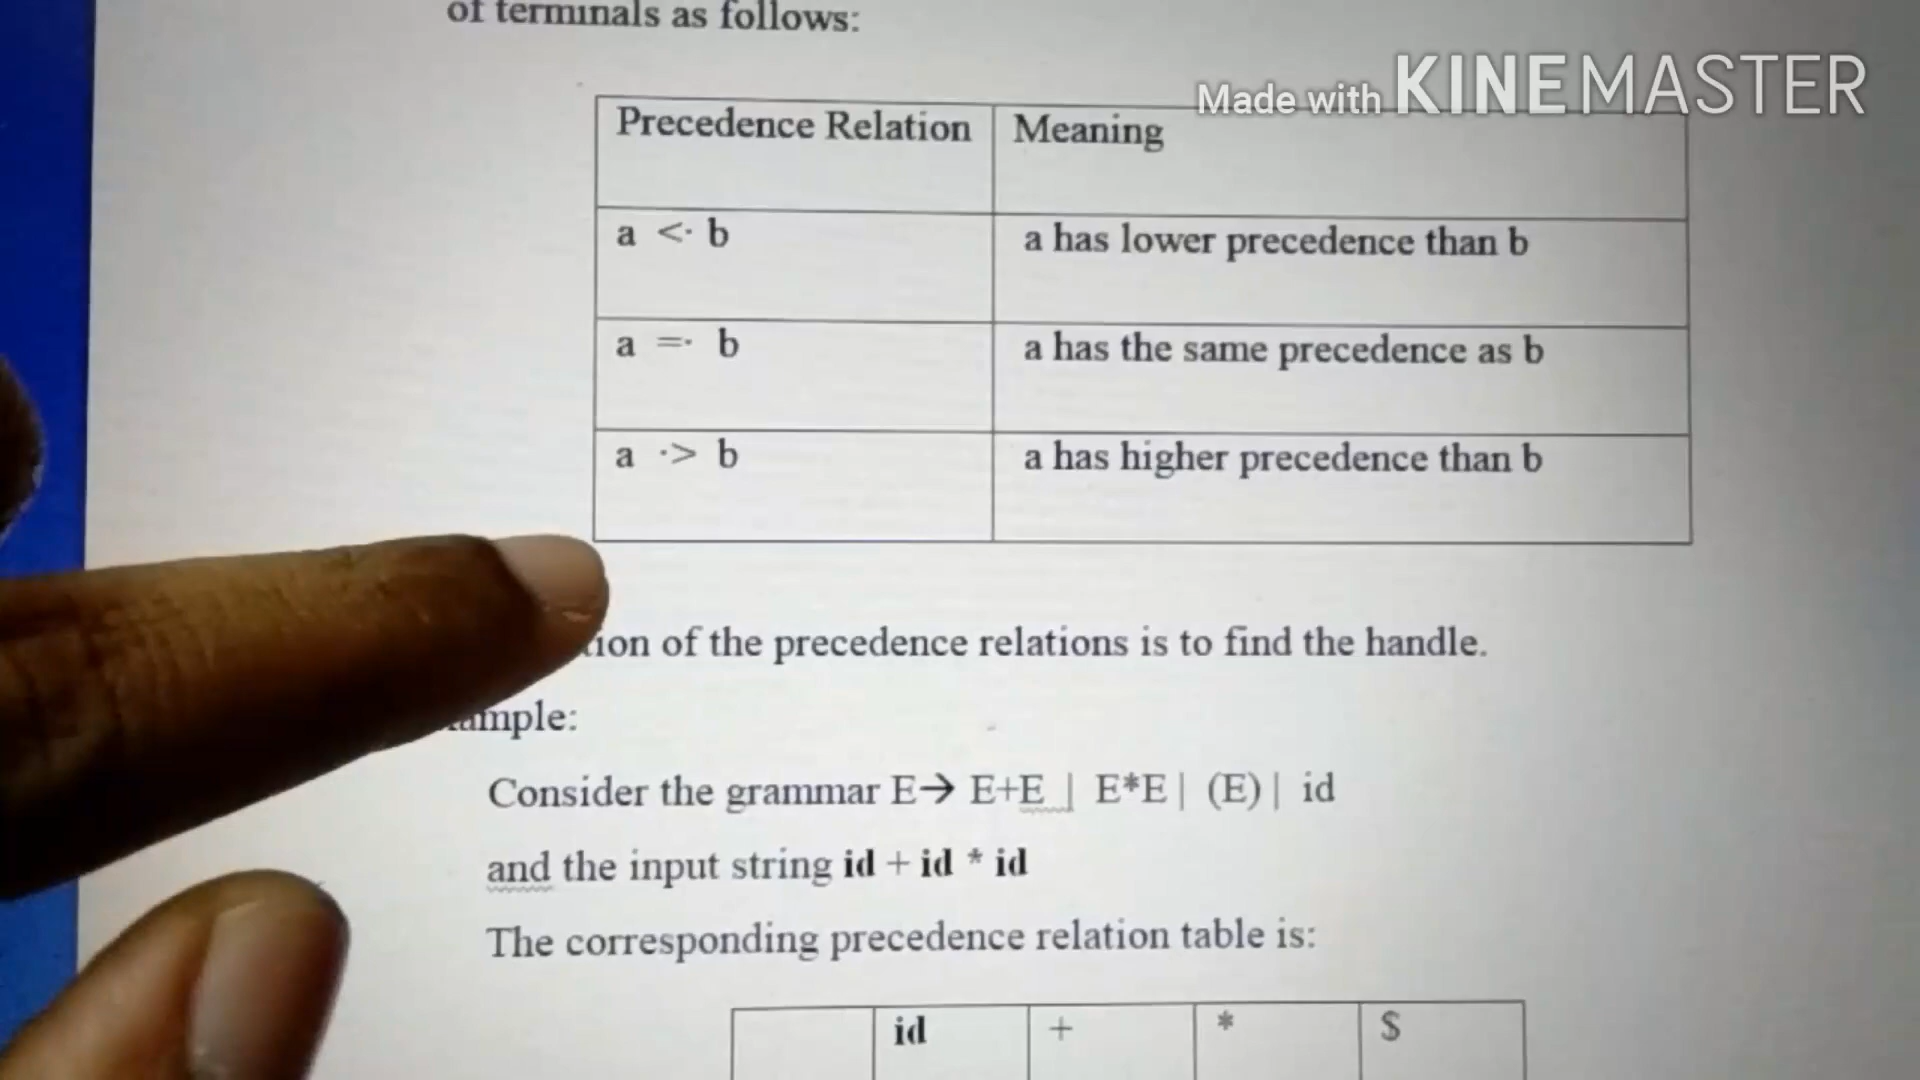 of terminals as follows:
Made with KINEMASTER
Precedence Relation Meaning
a <· b a has lower precedence than b
a =· b a has the same precedence as b
a ·> b a has higher precedence than b
of the precedence relations is to find the handle.
Consider the grammar E→ E+E | E*E | (E) | id
and the input string id + id * id
The corresponding precedence relation table is:
id + * $